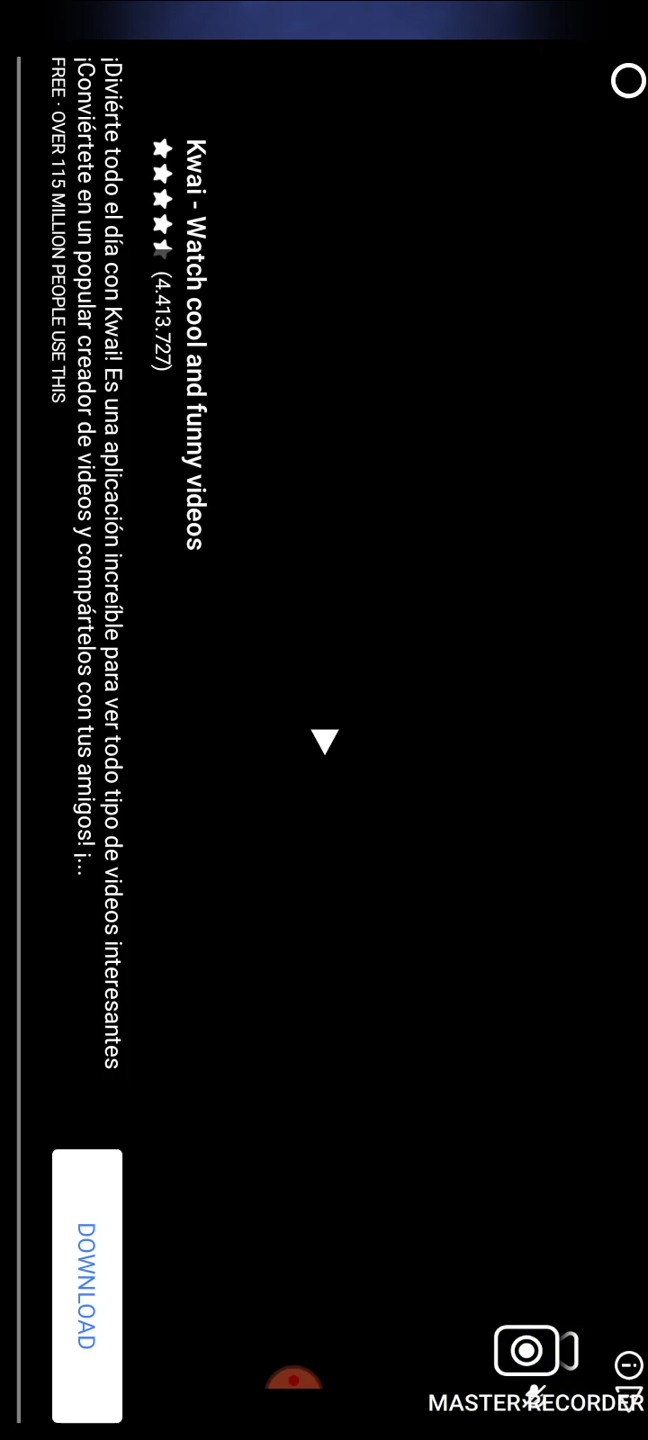 Kwai - Watch cool and funny videos
(4.413.727)
¡Diviérte todo el día con Kwai! Es una aplicación increíble para ver todo tipo de videos interesantes
¡Conviértete en un popular creador de videos y compártelos con tus amigos! ¡...
FREE · OVER 115 MILLION PEOPLE USE THIS
DOWNLOAD
MASTER RECORDER